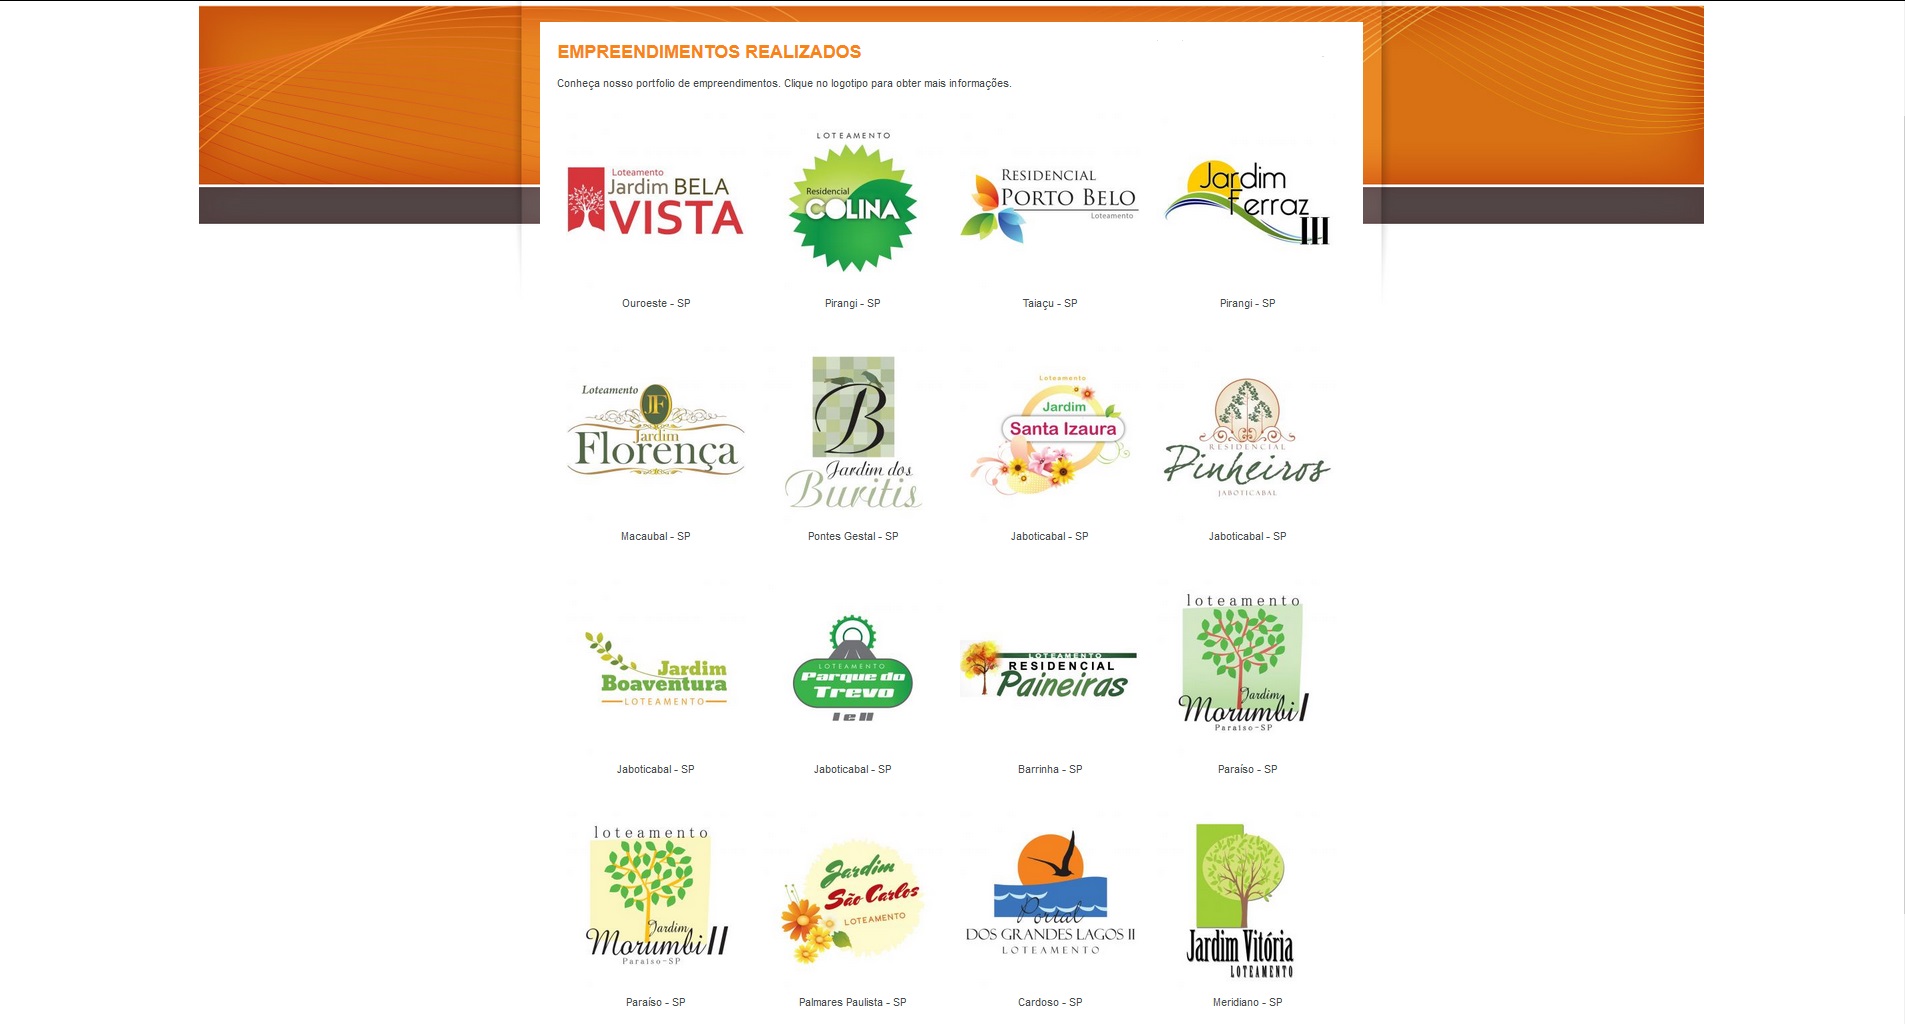 EMPREENDIMENTOS REALIZADOS
Conheça nosso portfolio de empreendimentos. Clique no logotipo para obter mais informações.
Loteamento
Jardim BELA
VISTA
Ouroeste - SP
LOTEAMENTO
Residencial
COLINA
Pirangi - SP
RESIDENCIAL
PORTO BELO
Loteamento
Taiaçu - SP
Jardim
Ferraz
III
Pirangi - SP
Loteamento
JF
Jardim
Florença
Macaubal - SP
B
Jardim dos
Buritis
Pontes Gestal - SP
Loteamento
Jardim
Santa Izaura
Jaboticabal - SP
RESIDENCIAL
Pinheiros
JABOTICABAL
Jaboticabal - SP
Jardim
Boaventura
LOTEAMENTO
Jaboticabal - SP
LOTEAMENTO
Parque do
Trevo
I e II
Jaboticabal - SP
LOTEAMENTO
RESIDENCIAL
Paineiras
Barrinha - SP
loteamento
Jardim
Morumbi I
Paraíso-SP
Paraíso - SP
loteamento
Jardim
Morumbi II
Paraíso-SP
Paraíso - SP
Jardim
São Carlos
LOTEAMENTO
Palmares Paulista - SP
Portal
DOS GRANDES LAGOS II
LOTEAMENTO
Cardoso - SP
Jardim Vitória
LOTEAMENTO
Meridiano - SP